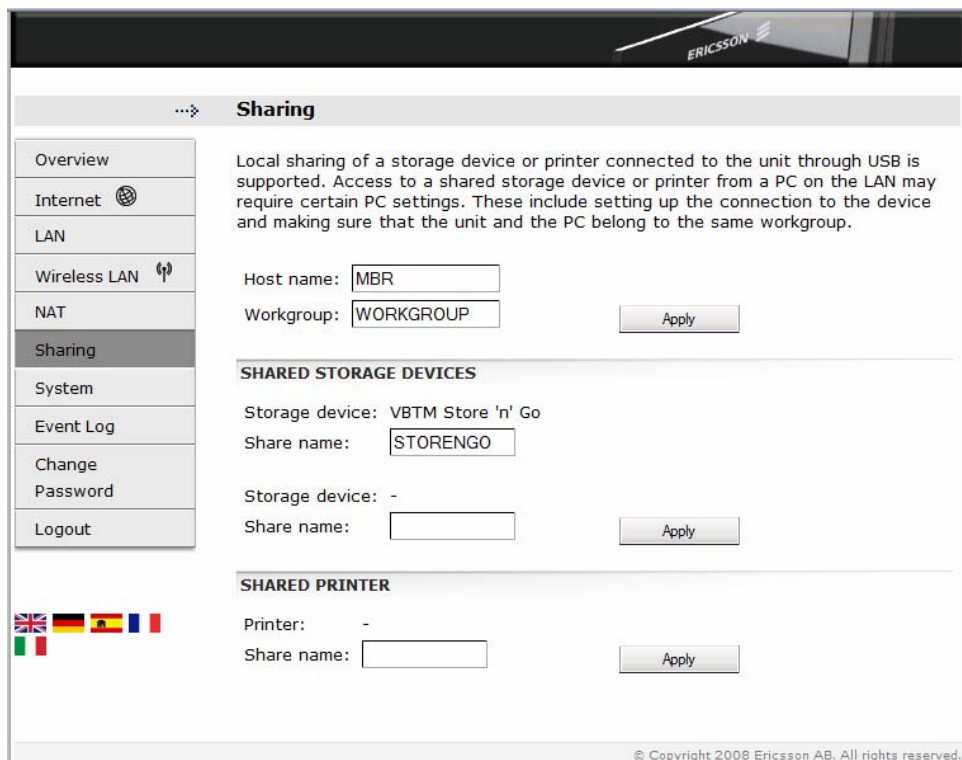 ERICSSON
Sharing
Overview
Internet
LAN
Wireless LAN
NAT
Sharing
System
Event Log
Change
Password
Logout
Local sharing of a storage device or printer connected to the unit through USB is
supported. Access to a shared storage device or printer from a PC on the LAN may
require certain PC settings. These include setting up the connection to the device
and making sure that the unit and the PC belong to the same workgroup.
Host name: MBR
Workgroup: WORKGROUP Apply
SHARED STORAGE DEVICES
Storage device: VBTM Store 'n' Go
Share name: STORENGO
Storage device: -
Share name: Apply
SHARED PRINTER
Printer: -
Share name: Apply
© Copyright 2008 Ericsson AB. All rights reserved.